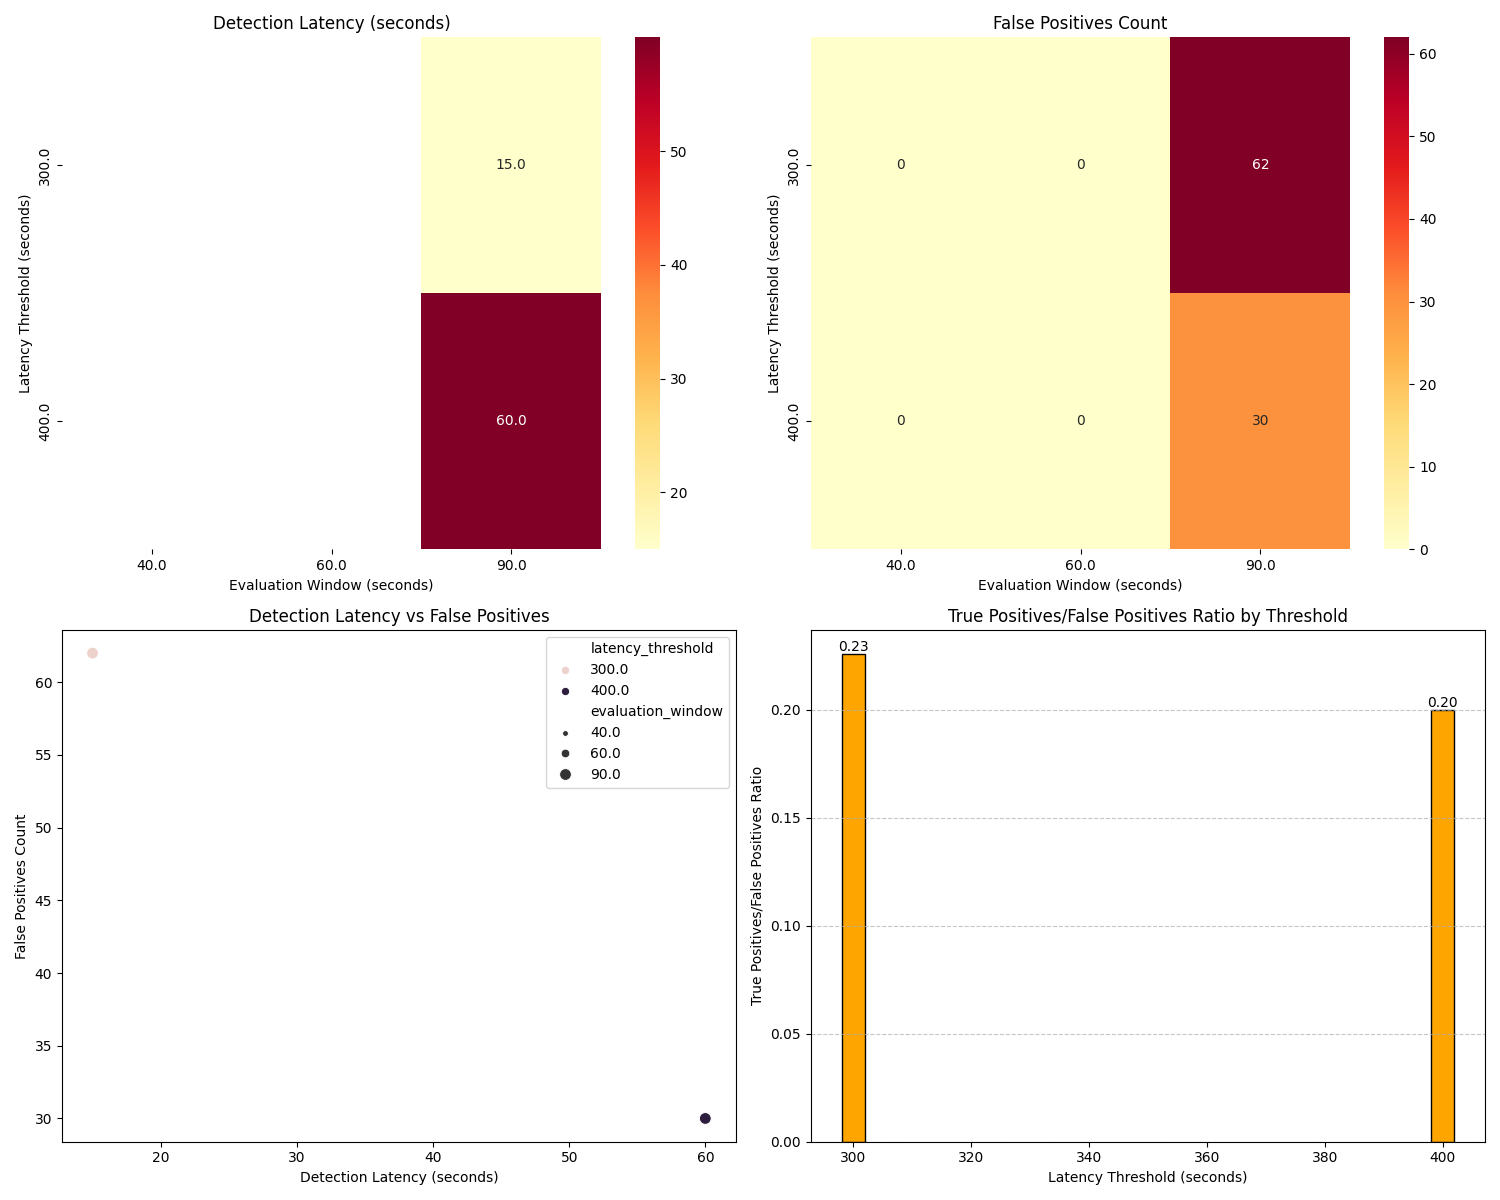 Detection Latency (seconds)
Latency Threshold (seconds)
300.0
400.0
15.0
60.0
40.0 60.0 90.0
Evaluation Window (seconds)
50
40
30
20
False Positives Count
Latency Threshold (seconds)
300.0
400.0
0 0 62
0 0 30
40.0 60.0 90.0
Evaluation Window (seconds)
60
50
40
30
20
10
0
Detection Latency vs False Positives
False Positives Count
60
55
50
45
40
35
30
latency_threshold
300.0
400.0
evaluation_window
40.0
60.0
90.0
20 30 40 50 60
Detection Latency (seconds)
True Positives/False Positives Ratio by Threshold
True Positives/False Positives Ratio
0.23
0.20
0.20
0.15
0.10
0.05
0.00
300 320 340 360 380 400
Latency Threshold (seconds)